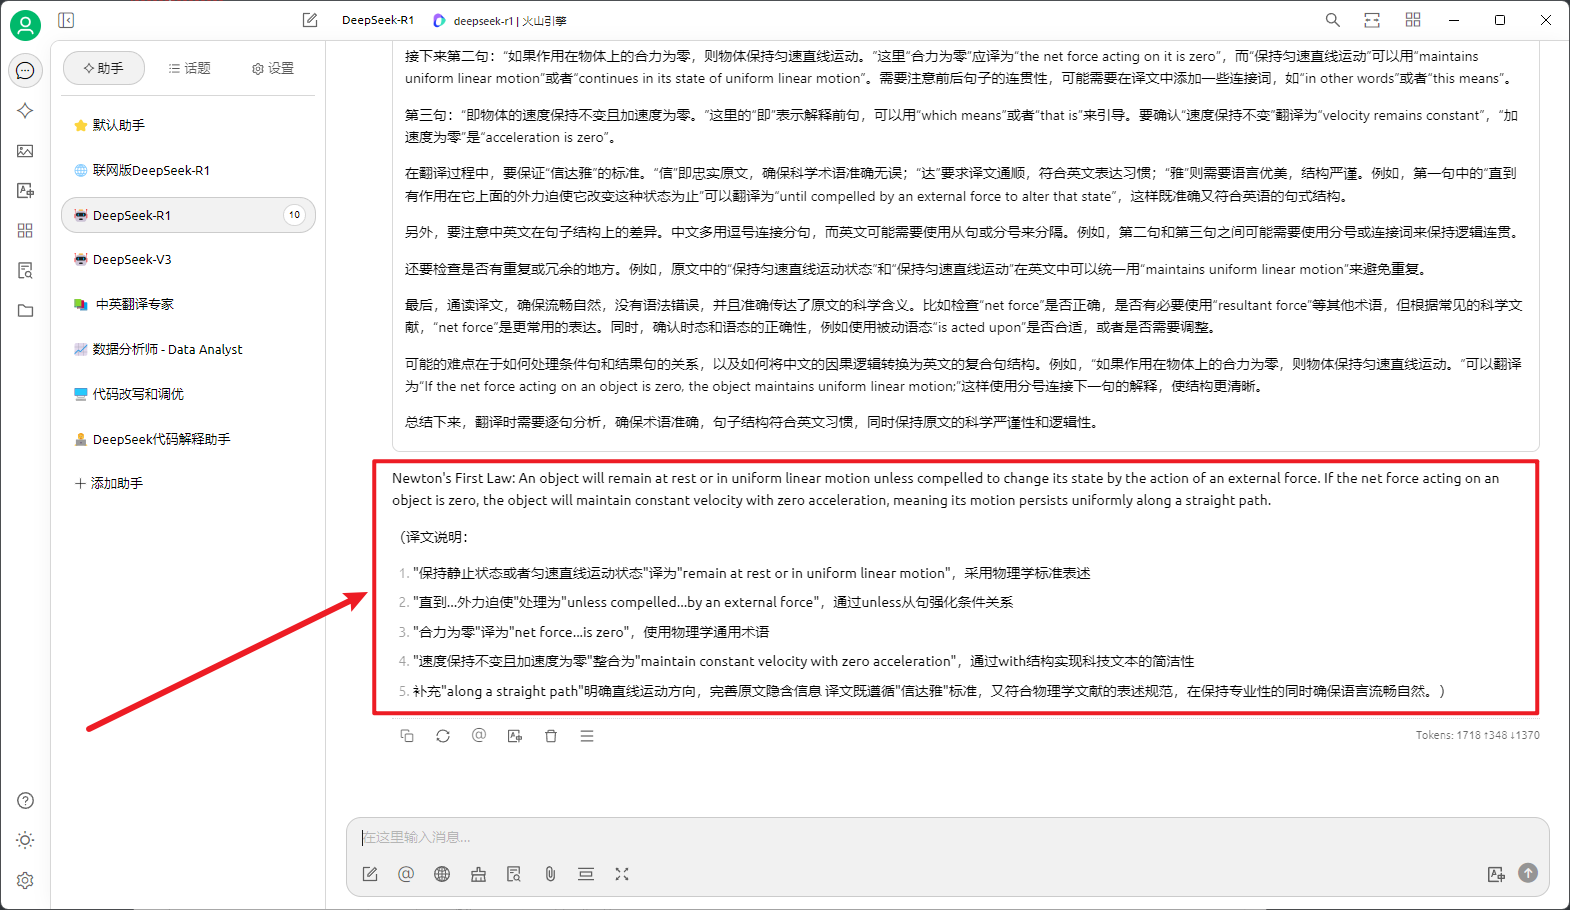 DeepSeek-R1
deepseek-r1 | 火山引擎
助手
话题
设置
默认助手
联网版DeepSeek-R1
DeepSeek-R1
10
DeepSeek-V3
中英翻译专家
数据分析师 - Data Analyst
代码改写和调优
DeepSeek代码解释助手
添加助手
接下来第二句：“如果作用在物体上的合力为零，则物体保持匀速直线运动。”这里“合力为零”应译为“the net force acting on it is zero”，而“保持匀速直线运动”可以用“maintains
uniform linear motion”或者“continues in its state of uniform linear motion”。需要注意前后句子的连贯性，可能需要在译文中添加一些连接词，如“in other words”或者“this means”。
第三句：“即物体的速度保持不变且加速度为零。”这里的“即”表示解释前句，可以用“which means”或者“that is”来引导。要确认“速度保持不变”翻译为“velocity remains constant”，“加
速度为零”是“acceleration is zero”。
在翻译过程中，要保证“信达雅”的标准。“信”即忠实原文，确保科学术语准确无误；“达”要求译文通顺，符合英文表达习惯；“雅”则需要语言优美，结构严谨。例如，第一句中的“直到
有作用在它上面的外力迫使它改变这种状态为止”可以翻译为“until compelled by an external force to alter that state”，这样既准确又符合英语的句式结构。
另外，要注意中英文在句子结构上的差异。中文多用逗号连接分句，而英文可能需要使用从句或分号来分隔。例如，第二句和第三句之间可能需要使用分号或连接词来保持逻辑连贯。
还要检查是否有重复或冗余的地方。例如，原文中的“保持匀速直线运动状态”和“保持匀速直线运动”在英文中可以统一用“maintains uniform linear motion”来避免重复。
最后，通读译文，确保流畅自然，没有语法错误，并且准确传达了原文的科学含义。比如检查“net force”是否正确，是否有必要使用“resultant force”等其他术语，但根据常见的科学文
献，“net force”是更常用的表达。同时，确认时态和语态的正确性，例如使用被动语态“is acted upon”是否合适，或者是否需要调整。
可能的难点在于如何处理条件句和结果句的关系，以及如何将中文的因果逻辑转换为英文的复合句结构。例如，“如果作用在物体上的合力为零，则物体保持匀速直线运动。”可以翻译
为“If the net force acting on an object is zero, the object maintains uniform linear motion;”这样使用分号连接下一句的解释，使结构更清晰。
总结下来，翻译时需要逐句分析，确保术语准确，句子结构符合英文习惯，同时保持原文的科学严谨性和逻辑性。
Newton's First Law: An object will remain at rest or in uniform linear motion unless compelled to change its state by the action of an external force. If the net force acting on an
object is zero, the object will maintain constant velocity with zero acceleration, meaning its motion persists uniformly along a straight path.
（译文说明：
1. "保持静止状态或者匀速直线运动状态"译为"remain at rest or in uniform linear motion"，采用物理学标准表述
2. "直到...外力迫使"处理为"unless compelled...by an external force"，通过unless从句强化条件关系
3. "合力为零"译为"net force...is zero"，使用物理学通用术语
4. "速度保持不变且加速度为零"整合为"maintain constant velocity with zero acceleration"，通过with结构实现科技文本的简洁性
5. 补充"along a straight path"明确直线运动方向，完善原文隐含信息 译文既遵循"信达雅"标准，又符合物理学文献的表述规范，在保持专业性的同时确保语言流畅自然。）
Tokens: 1718 ↑348 ↓1370
在这里输入消息...